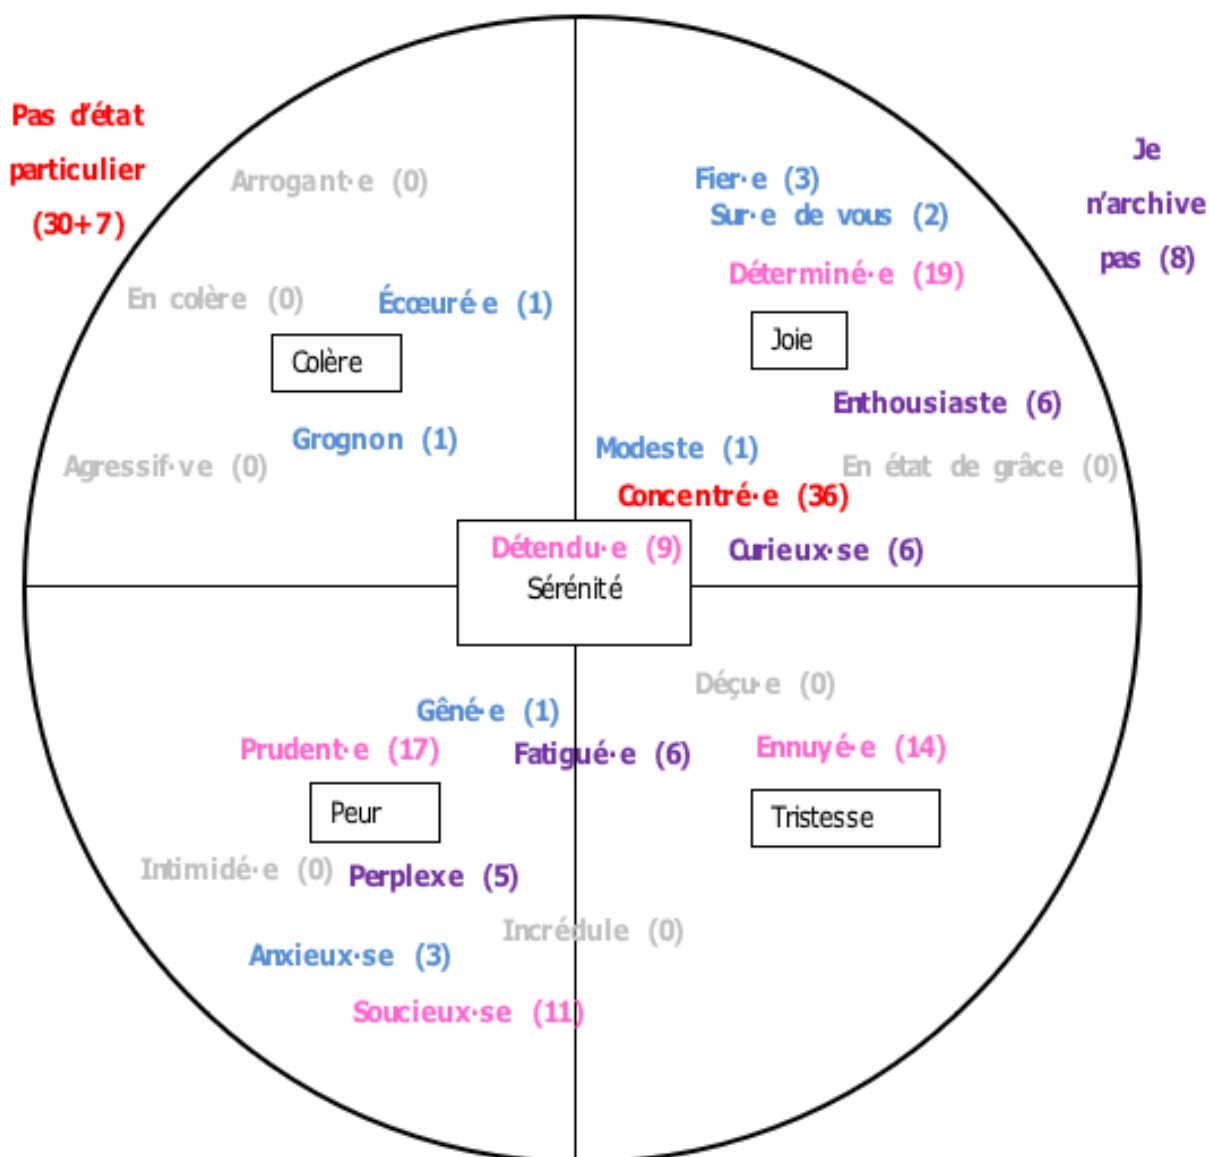 Pas d'état
particulier
(30+7)
Je
n'archive
pas (8)
Arrogant·e (0)
En colère (0)
Écœuré·e (1)
Colère
Grognon (1)
Agressif·ve (0)
Fier·e (3)
Sur·e de vous (2)
Déterminé·e (19)
Joie
Enthousiaste (6)
Modeste (1)
En état de grâce (0)
Concentré·e (36)
Curieux·se (6)
Détendu·e (9)
Sérénité
Gêné·e (1)
Prudent·e (17)
Fatigué·e (6)
Peur
Intimidé·e (0)
Perplexe (5)
Incrédule (0)
Anxieux·se (3)
Soucieux·se (11)
Déçu·e (0)
Ennuyé·e (14)
Tristesse